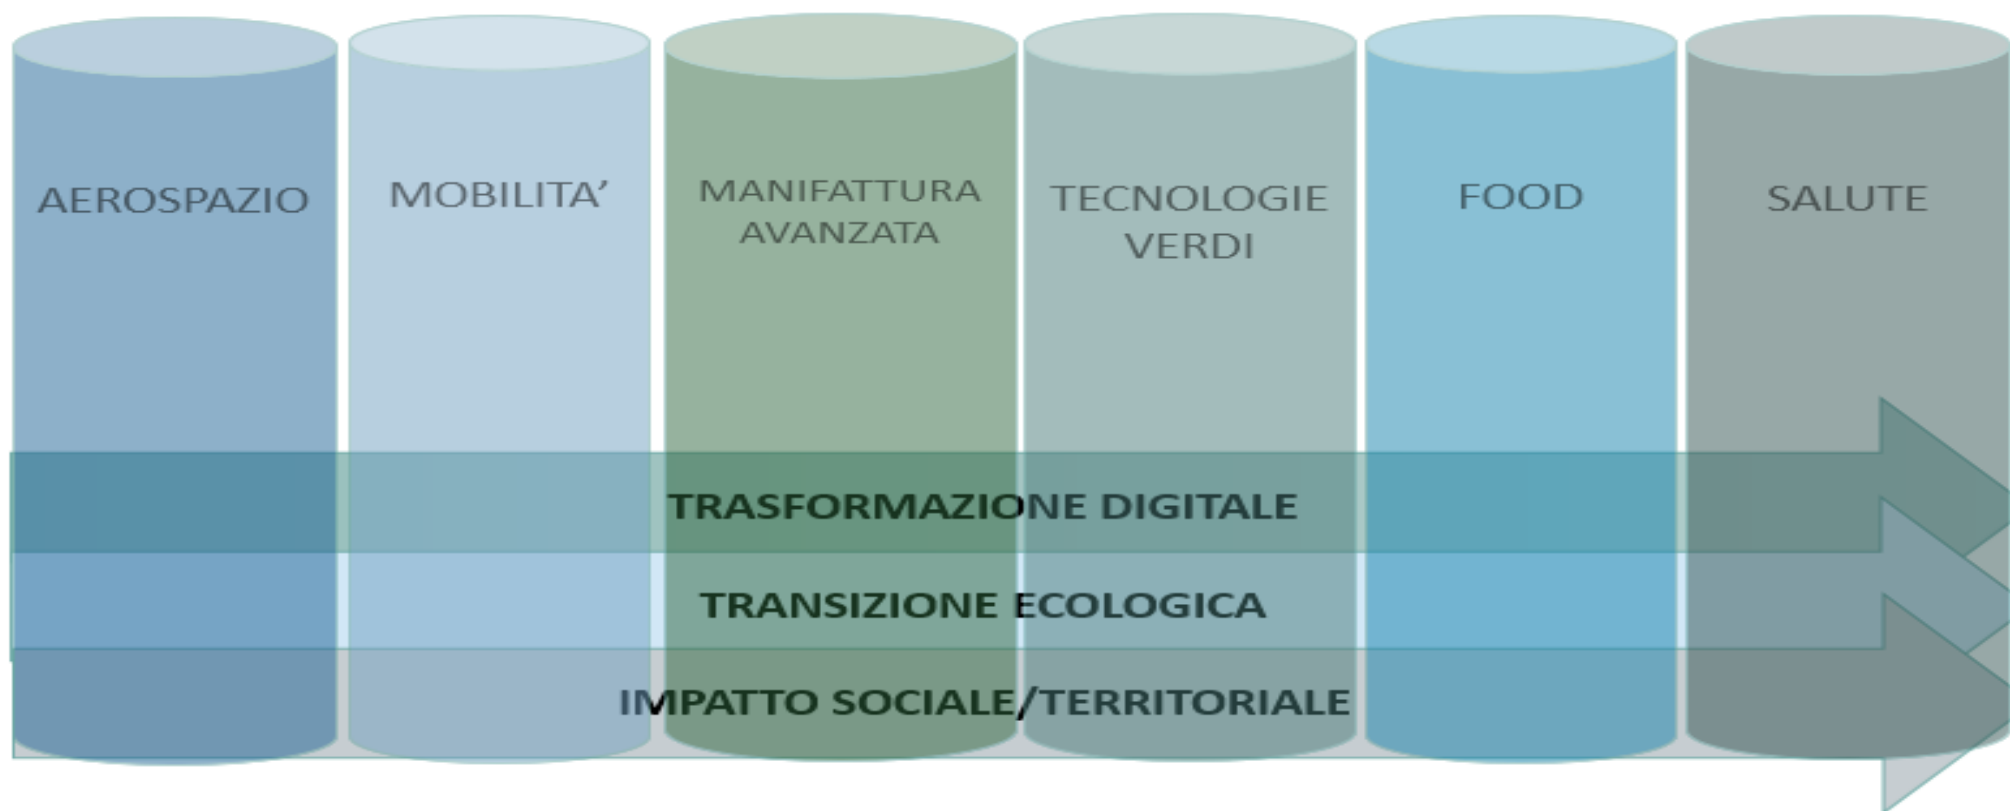 AEROSPAZIO
MOBILITA’
MANIFATTURA
AVANZATA
TECNOLOGIE
VERDI
FOOD
SALUTE
TRASFORMAZIONE DIGITALE
TRANSIZIONE ECOLOGICA
IMPATTO SOCIALE/TERRITORIALE